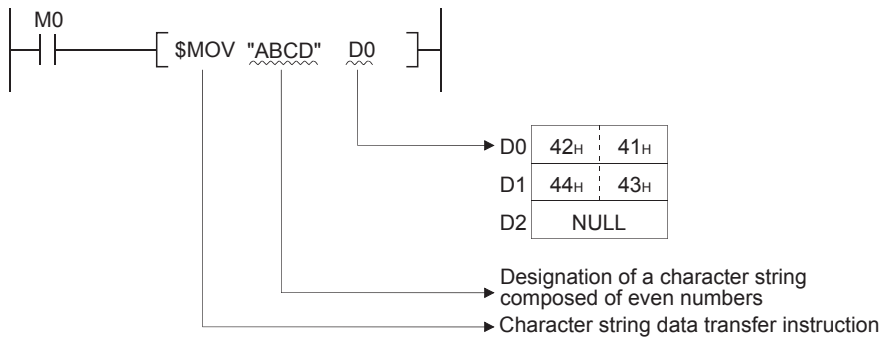 M0
$MOV "ABCD" D0
D0 42H 41H
D1 44H 43H
D2 NULL
Designation of a character string
composed of even numbers
Character string data transfer instruction